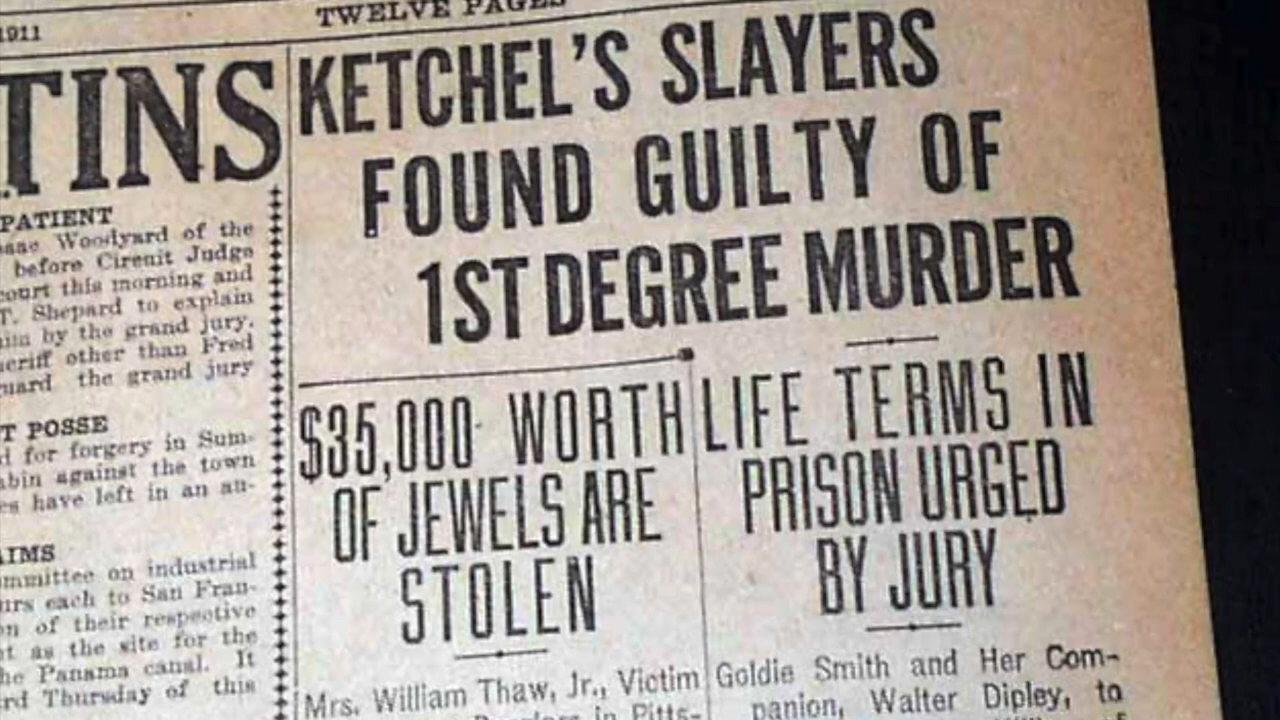 1911
TWELVE PAGES
TINS
PATIENT
Woodyard of the
before Circuit Judge
court this morning and
T. Shepard to explain
by the grand jury.
other than Fred
the grand jury
T POSSE
for forgery in Sum-
against the town
have left in an au-
AIMS
on industrial
each to San Fran-
of their respective
as the site for the
Panama canal. It
Thursday of this
KETCHEL'S SLAYERS
FOUND GUILTY OF
1ST DEGREE MURDER
$35,000 WORTH
OF JEWELS ARE
STOLEN
Mrs. William Thaw, Jr., Victim
in Pitts-
LIFE TERMS IN
PRISON URGED
BY JURY
Goldie Smith and Her Com-
panion, Walter Dipley, to